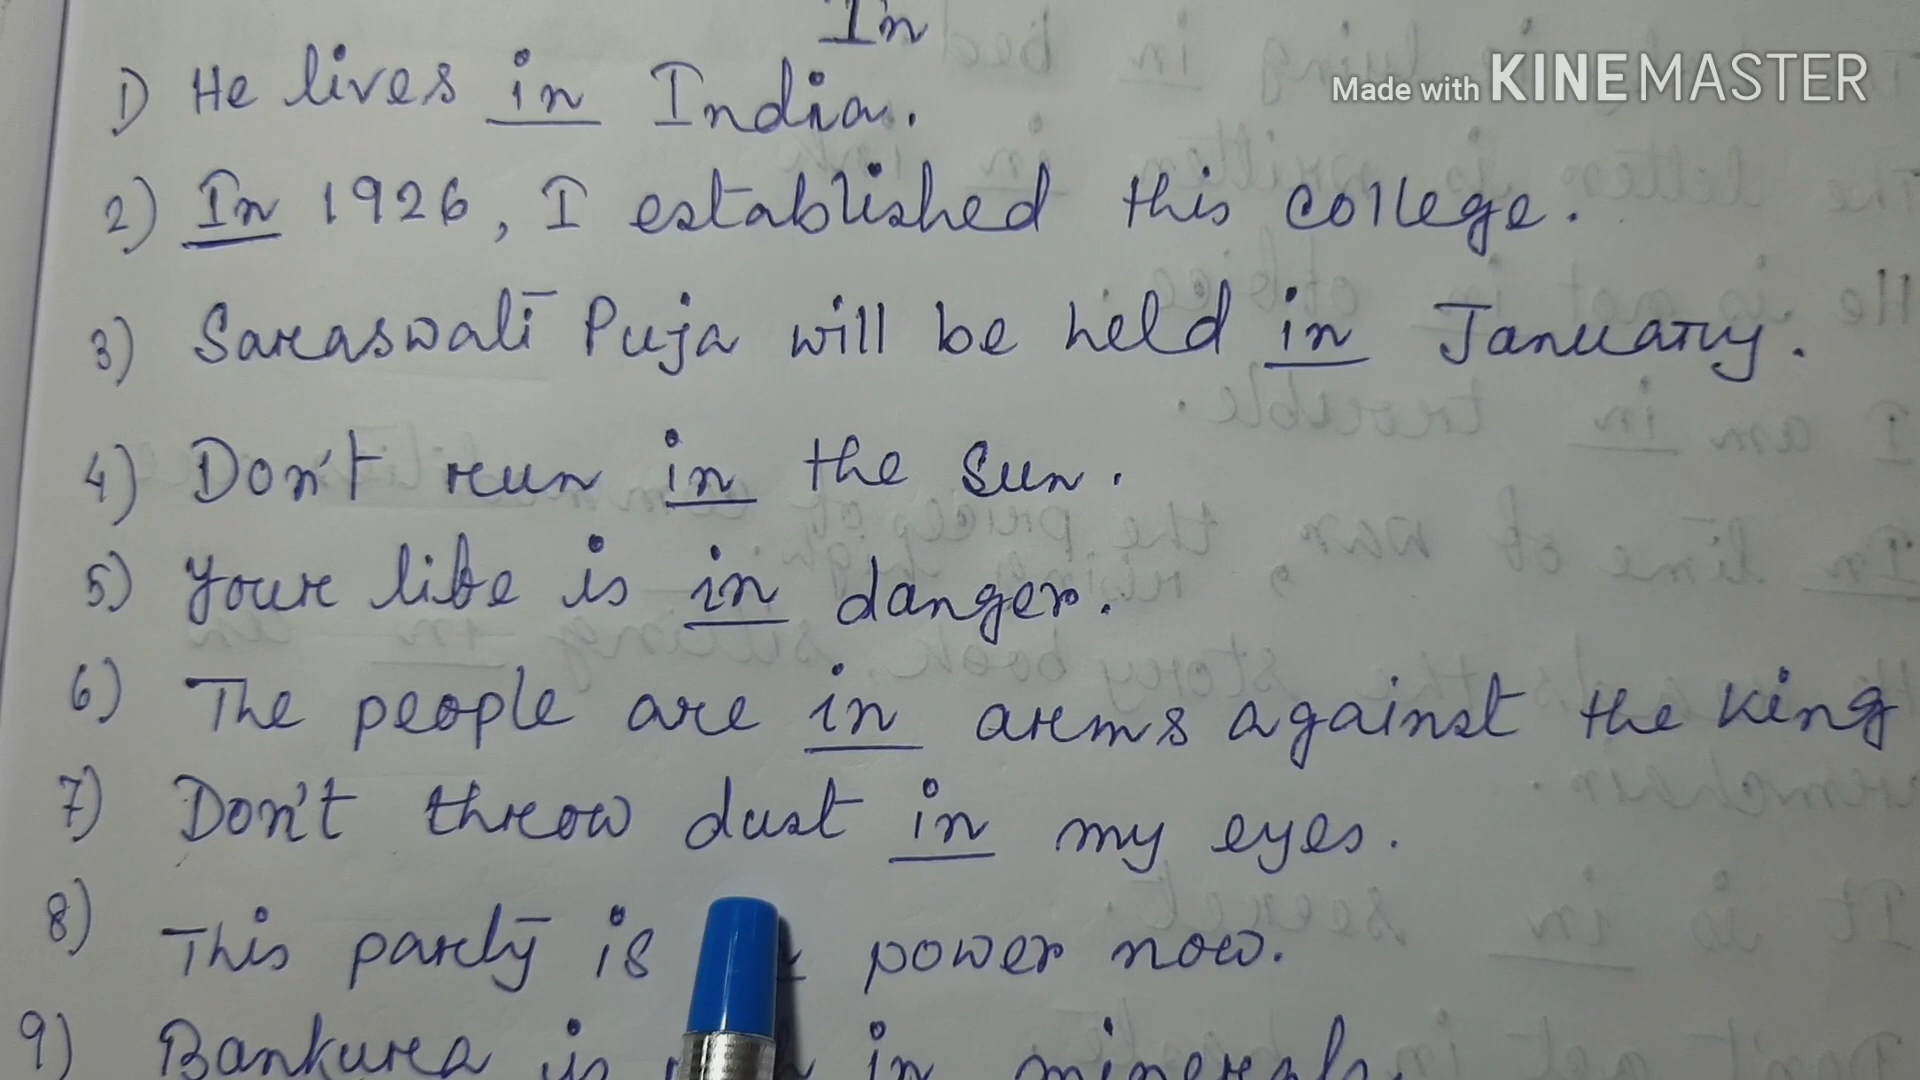 In
Made with KINEMASTER
1) He lives in India.
2) In 1926, I established this college.
3) Saraswati Puja will be held in January.
4) Don't run in the Sun.
5) Your life is in danger.
6) The people are in arms against the king
7) Don't throw dust in my eyes.
8) This party is power now.
9) Bankura is in minerals.